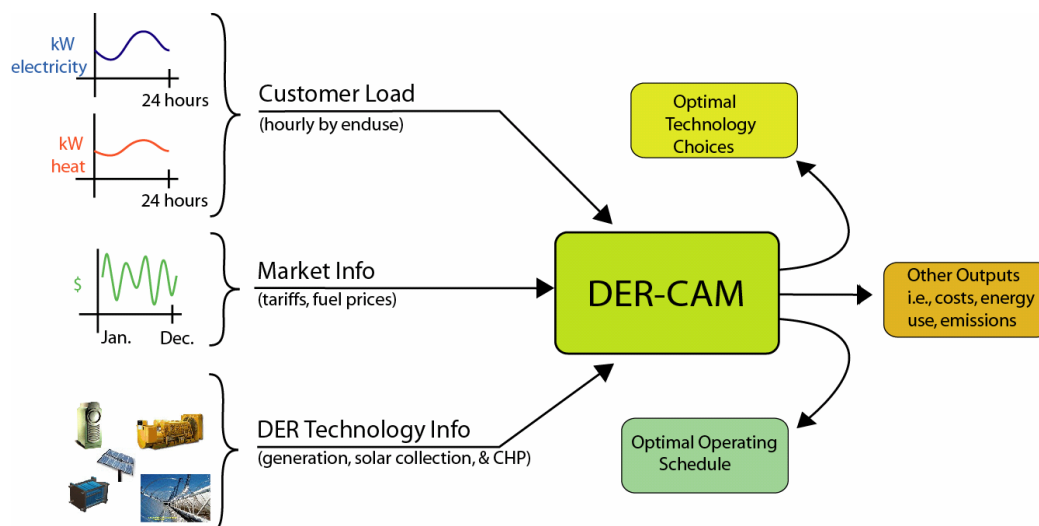 kW
electricity
24 hours
kW
heat
24 hours
Customer Load
(hourly by enduse)
$
Jan.
Dec.
Market Info
(tariffs, fuel prices)
DER Technology Info
(generation, solar collection, & CHP)
DER-CAM
Optimal
Technology
Choices
Other Outputs
i.e., costs, energy
use, emissions
Optimal Operating
Schedule